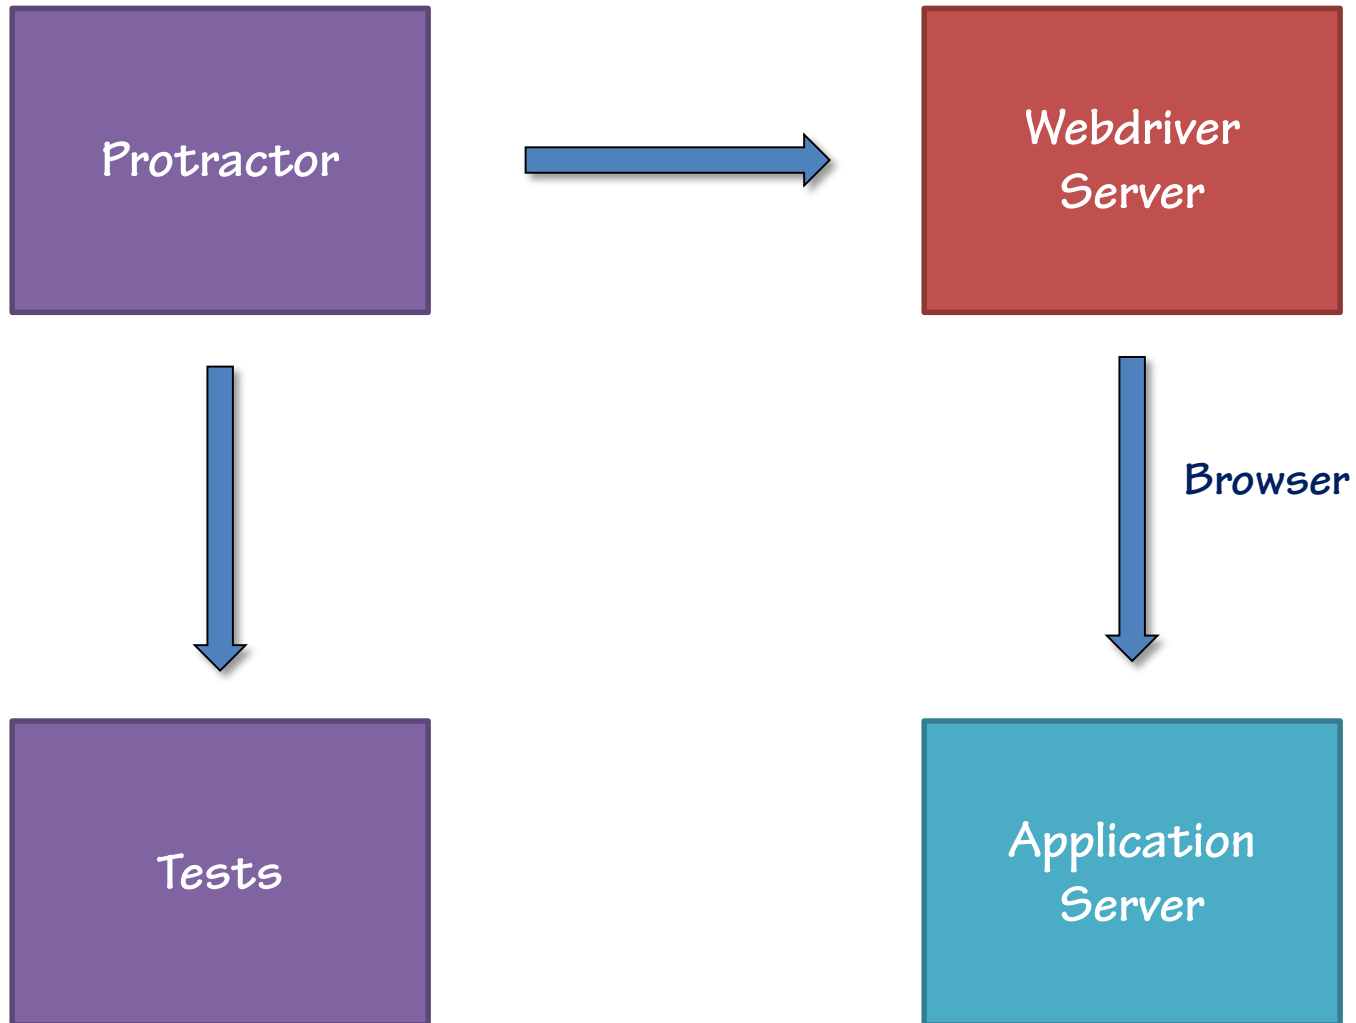 Protractor
Webdriver
Server
Browser
Tests
Application
Server